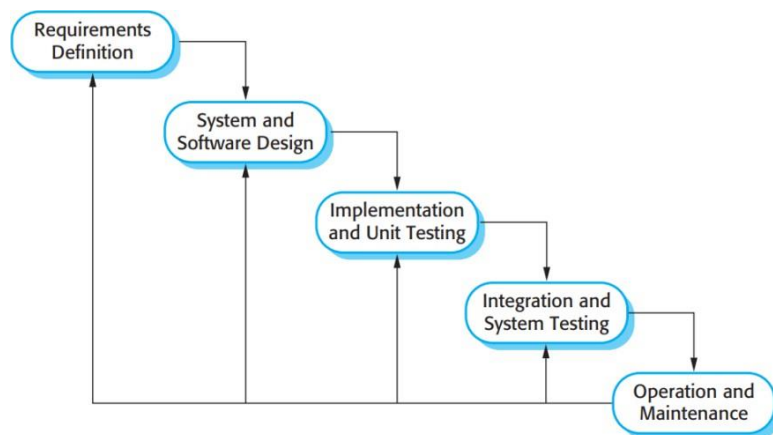 Requirements
Definition
System and
Software Design
Implementation
and Unit Testing
Integration and
System Testing
Operation and
Maintenance